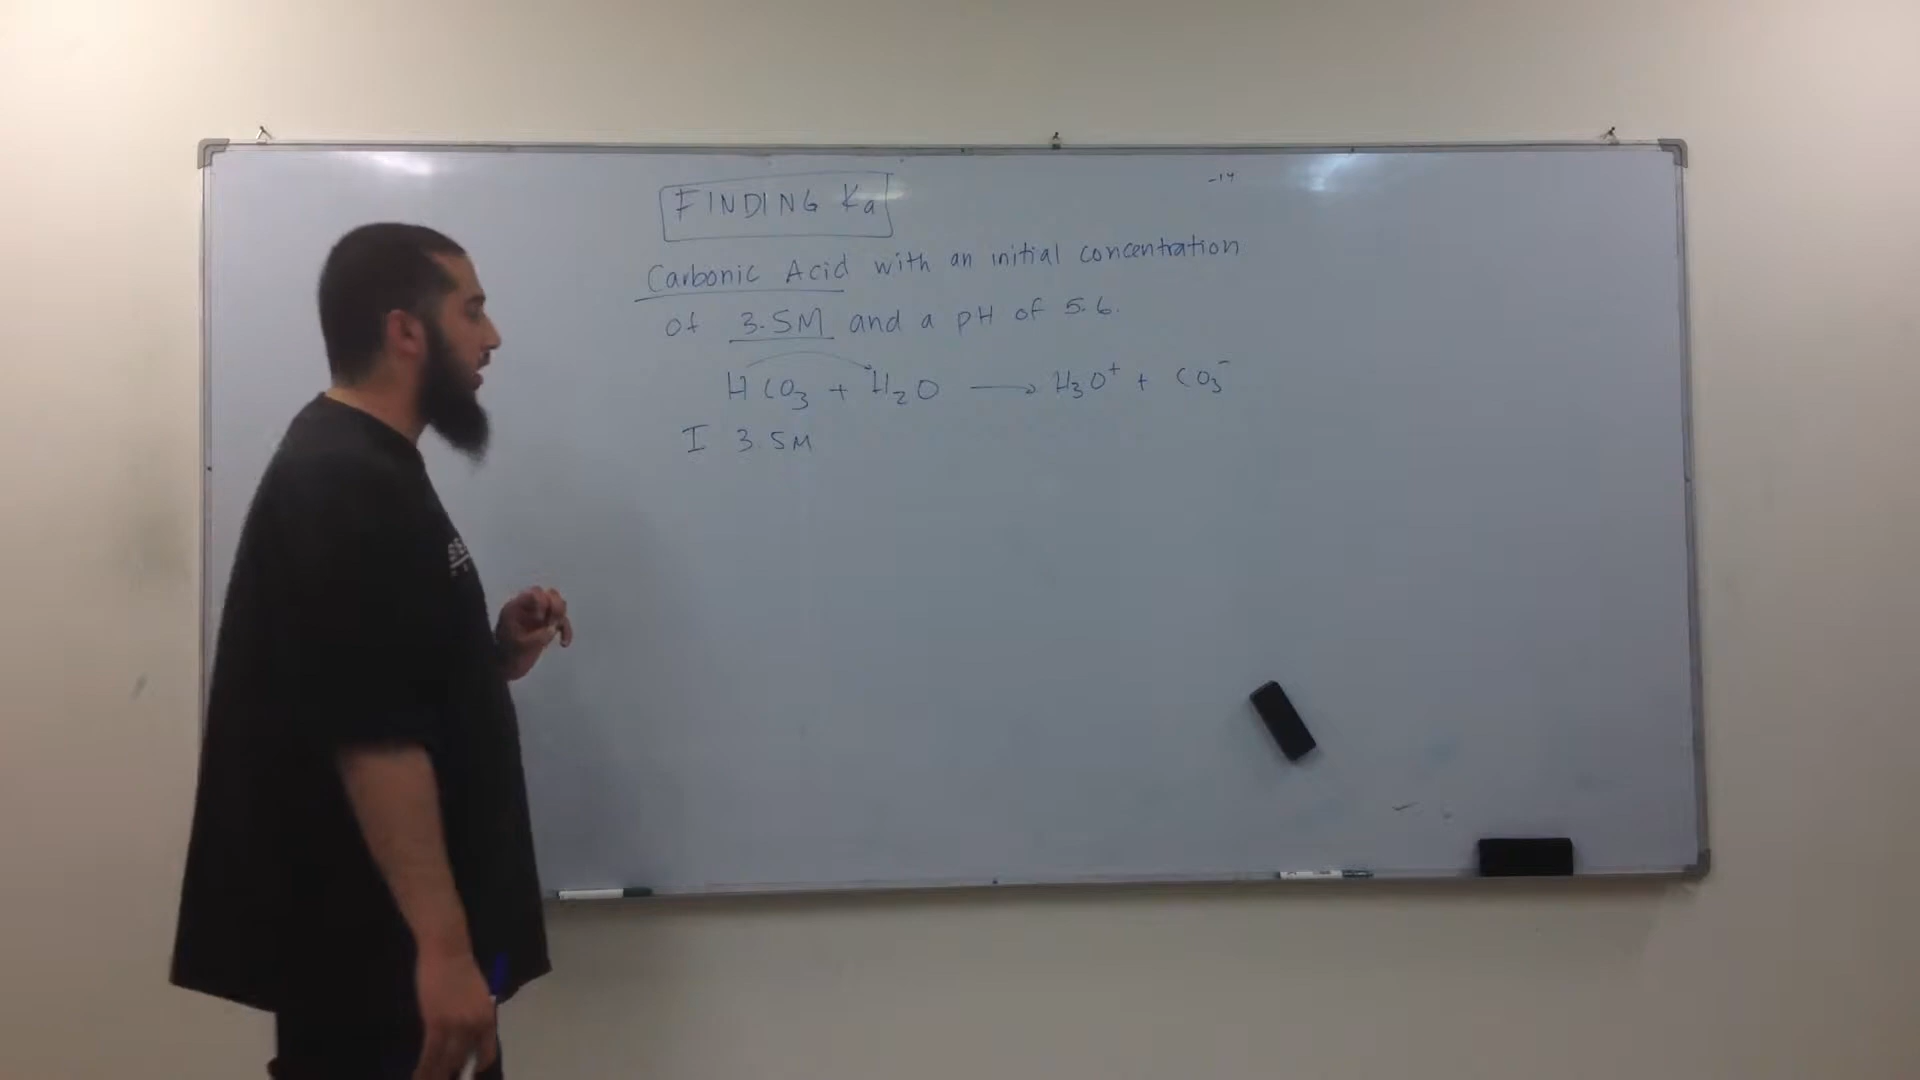 -14
FINDING Ka
Carbonic Acid with an initial concentration
of 3.5M and a pH of 5.6.
HCO₃ + H₂O → H₃O⁺ + CO₃⁻
I 3.5M